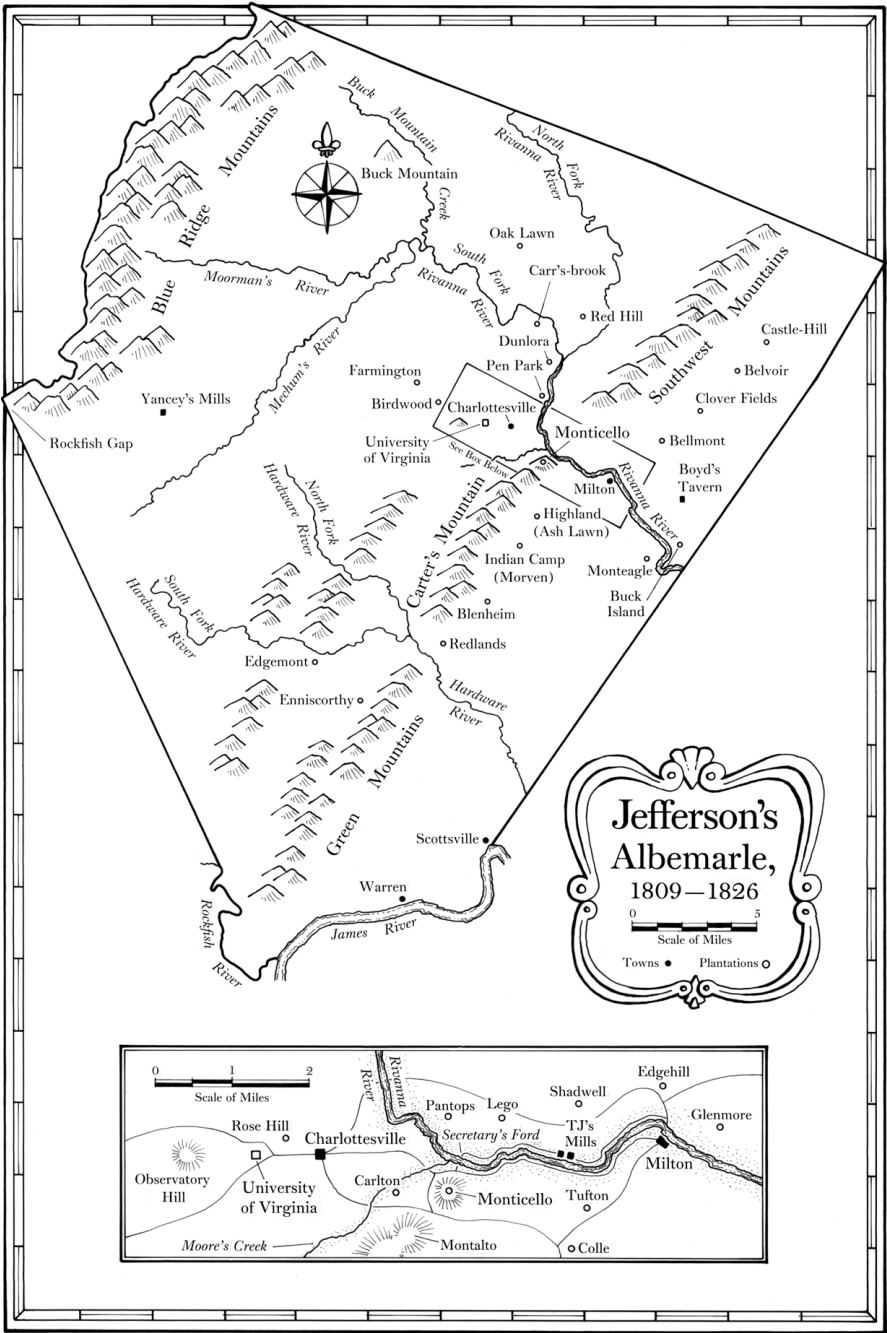 Buck
Mountain
Creek
Buck Mountain
North
Fork
Rivanna
River
Blue
Ridge
Mountains
Oak Lawn
Moorman's
River
South
Fork
Rivanna
River
Carr's-brook
Red Hill
Southwest
Mountains
Castle-Hill
Mechum's River
Dunlora
Pen Park
Farmington
Belvoir
Yancey's Mills
Birdwood
Charlottesville
Clover Fields
Rockfish Gap
University
of Virginia
See Box Below
Monticello
Bellmont
Boyd's
Tavern
Milton
Rivanna
River
North Fork
Hardware River
Carter's Mountain
Highland
(Ash Lawn)
Indian Camp
(Morven)
Monteagle
Buck
Island
South Fork
Hardware River
Blenheim
Redlands
Edgemont
Enniscorthy
Hardware
River
Green
Mountains
Scottsville
Warren
James River
Rockfish
River
Jefferson's
Albemarle,
1809—1826
0 5
Scale of Miles
Towns Plantations
0 1 2
Scale of Miles
Rivanna
River
Edgehill
Shadwell
Pantops
Lego
Glenmore
Rose Hill
Charlottesville
Secretary's Ford
TJ's
Mills
Milton
Observatory
Hill
University
of Virginia
Carlton
Monticello
Tufton
Moore's Creek
Montalto
Colle